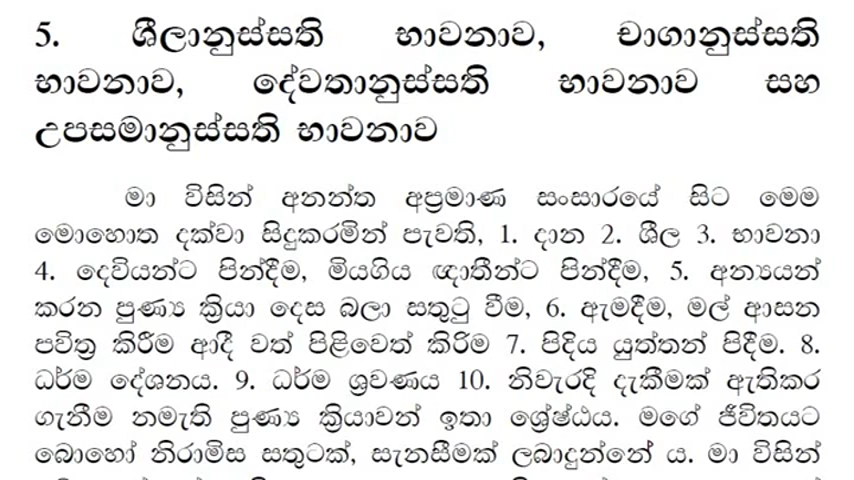 5. ශීලානුස්සති භාවනාව, චාගානුස්සති
භාවනාව, දේවතානුස්සති භාවනාව සහ
උපසමානුස්සති භාවනාව
මා විසින් අනන්ත අප්‍රමාණ සංසාරයේ සිට මෙම
මොහොත දක්වා සිදුකරමින් පැවති, 1. දාන 2. ශීල 3. භාවනා
4. දෙවියන්ට පින්දීම, මියගිය ඥාතීන්ට පින්දීම, 5. අන්‍යයන්
කරන පුණ්‍ය ක්‍රියා දෙස බලා සතුටු වීම, 6. ඇමදීම, මල් ආසන
පවිත්‍ර කිරීම ආදී වත් පිළිවෙත් කිරිම 7. පිදිය යුත්තන් පිදීම. 8.
ධර්ම දේශනය. 9. ධර්ම ශ්‍රවණය 10. නිවැරදි දැකීමක් ඇතිකර
ගැනීම නමැති පුණ්‍ය ක්‍රියාවන් ඉතා ශ්‍රේෂ්ඨය. මගේ ජීවිතයට
බොහෝ නිරාමිස සතුටක්, සැනසීමක් ලබාදුන්නේ ය. මා විසින්